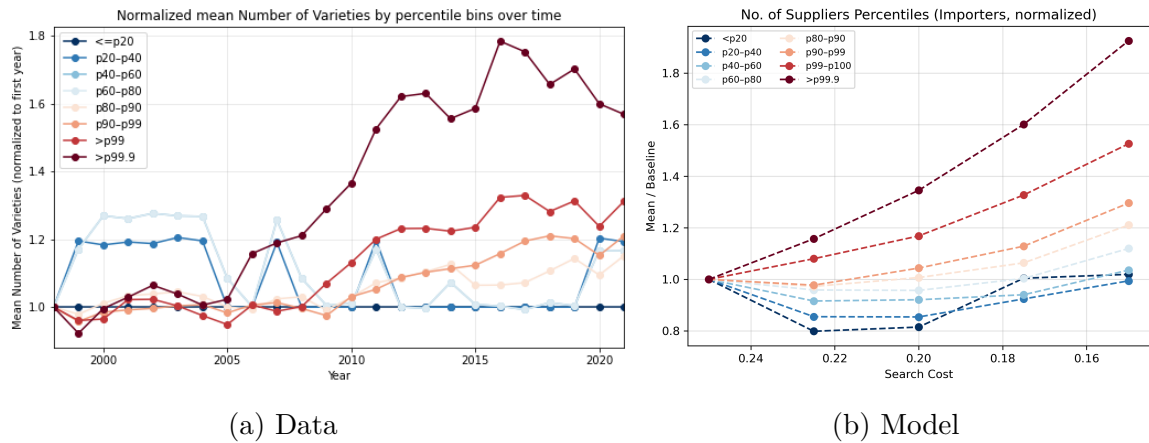 Normalized mean Number of Varieties by percentile bins over time
Mean Number of Varieties (normalized to first year)
1.8
1.6
1.4
1.2
1.0
<=p20
p20–p40
p40–p60
p60–p80
p80–p90
p90–p99
>p99
>p99.9
2000
2005
2010
2015
2020
Year
(a) Data
No. of Suppliers Percentiles (Importers, normalized)
Mean / Baseline
1.8
1.6
1.4
1.2
1.0
0.8
<p20
p20–p40
p40–p60
p60–p80
p80–p90
p90–p99
p99–p100
>p99.9
0.24
0.22
0.20
0.18
0.16
Search Cost
(b) Model